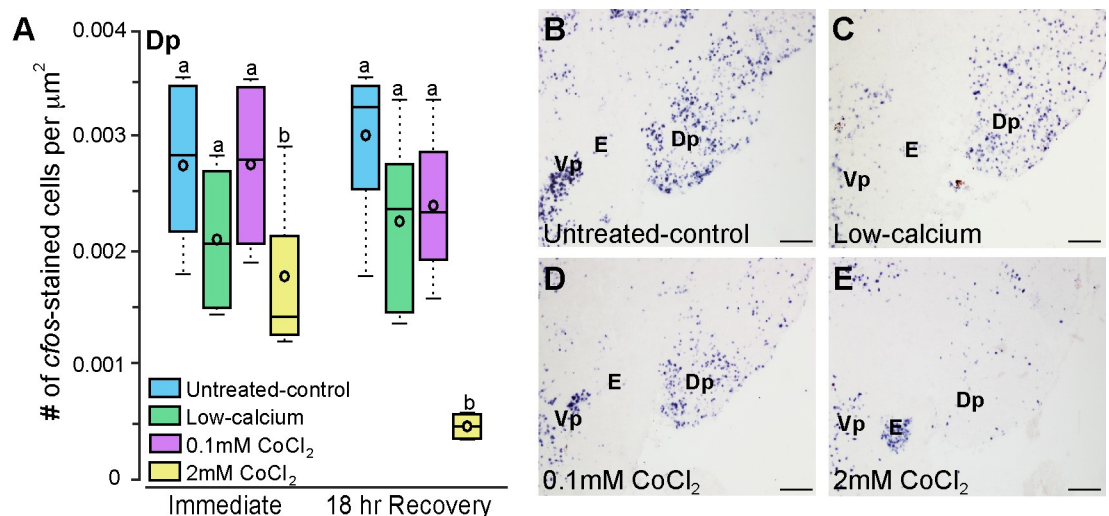 A
Dp
# of cfos-stained cells per μm²
0.004
0.003
0.002
0.001
0
a
a
a
b
a
a
a
b
Untreated-control
Low-calcium
0.1mM CoCl₂
2mM CoCl₂
Immediate
18 hr Recovery
B
Vp
E
Dp
Untreated-control
C
Vp
E
Dp
Low-calcium
D
Vp
E
Dp
0.1mM CoCl₂
E
Vp
E
Dp
2mM CoCl₂